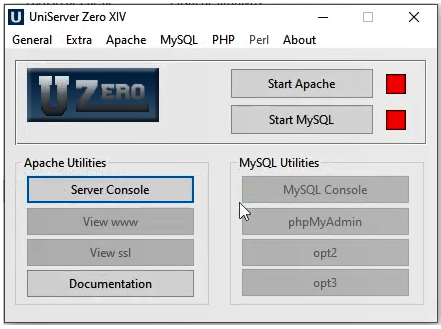 UniServer Zero XIV
General Extra Apache MySQL PHP Perl About
U ZERO
Start Apache
Start MySQL
Apache Utilities
Server Console
View www
View ssl
Documentation
MySQL Utilities
MySQL Console
phpMyAdmin
opt2
opt3